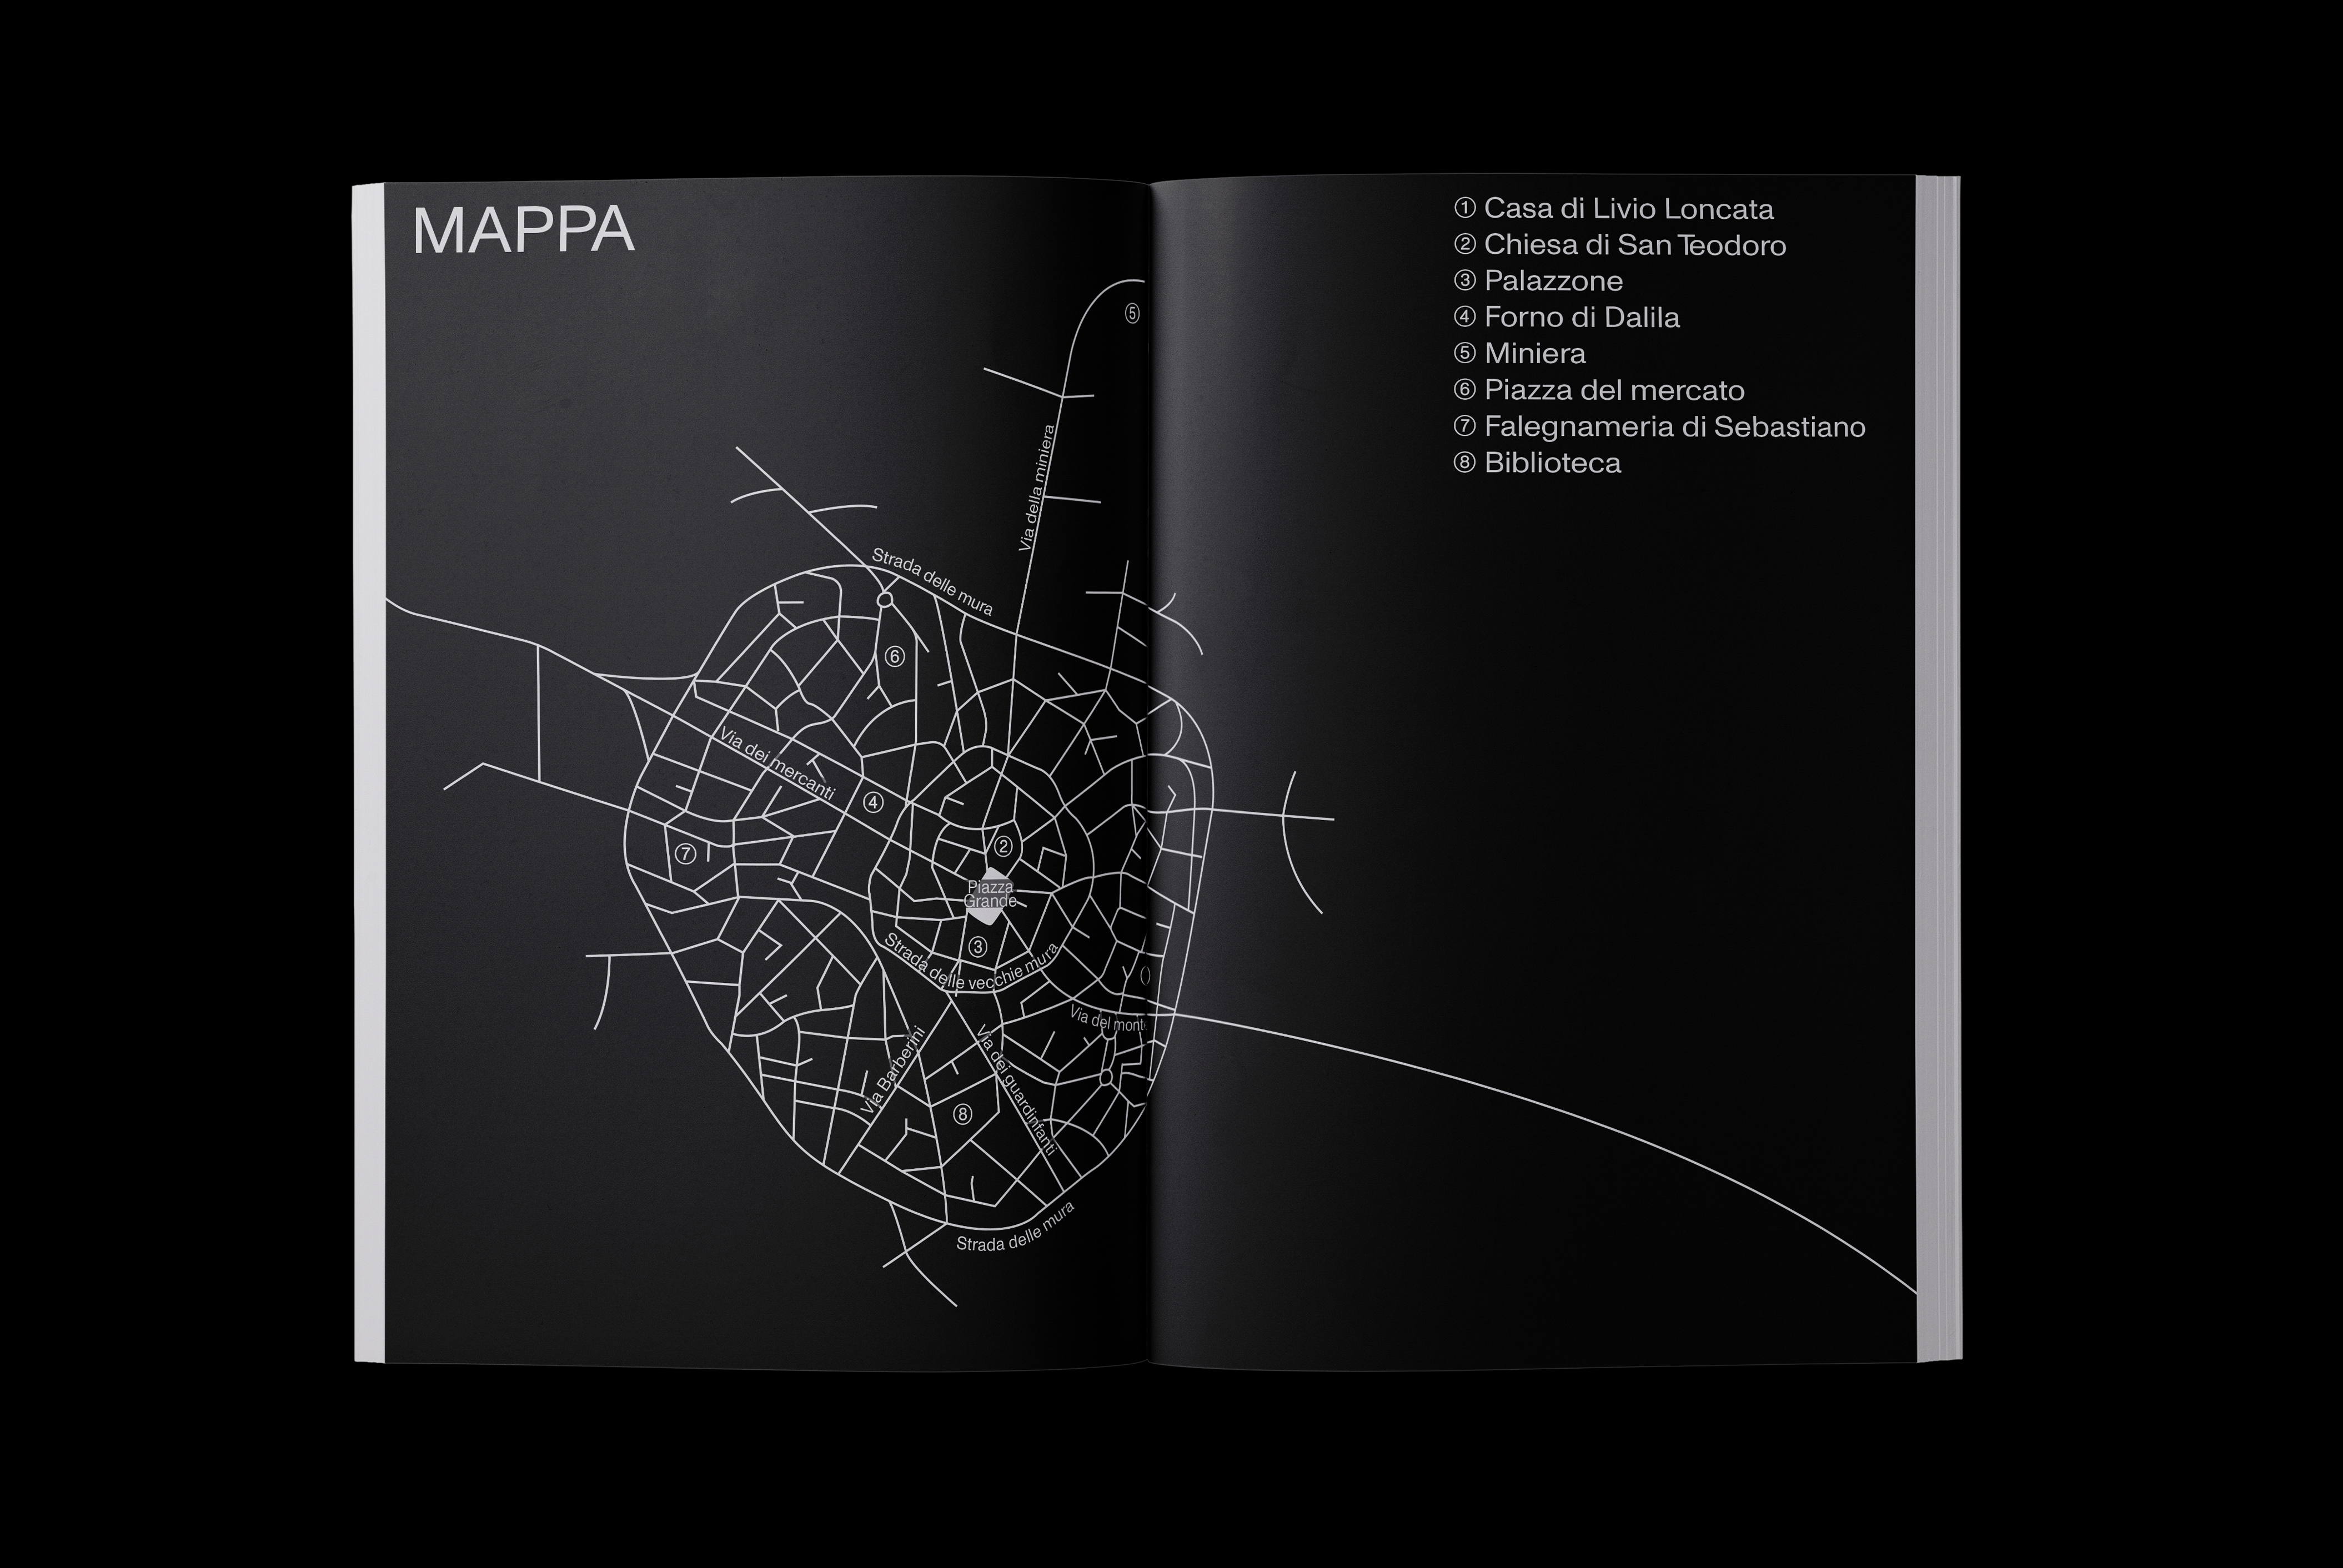 MAPPA
① Casa di Livio Loncata
② Chiesa di San Teodoro
③ Palazzone
④ Forno di Dalila
⑤ Miniera
⑥ Piazza del mercato
⑦ Falegnameria di Sebastiano
⑧ Biblioteca
⑤
Via della miniera
Strada delle mura
⑥
Via dei mercanti
④
②
⑦
Piazza
Grande
③
Strada delle vecchie mura
Via del mont
Via Barberini
Via dei guardinfanti
⑧
Strada delle mura